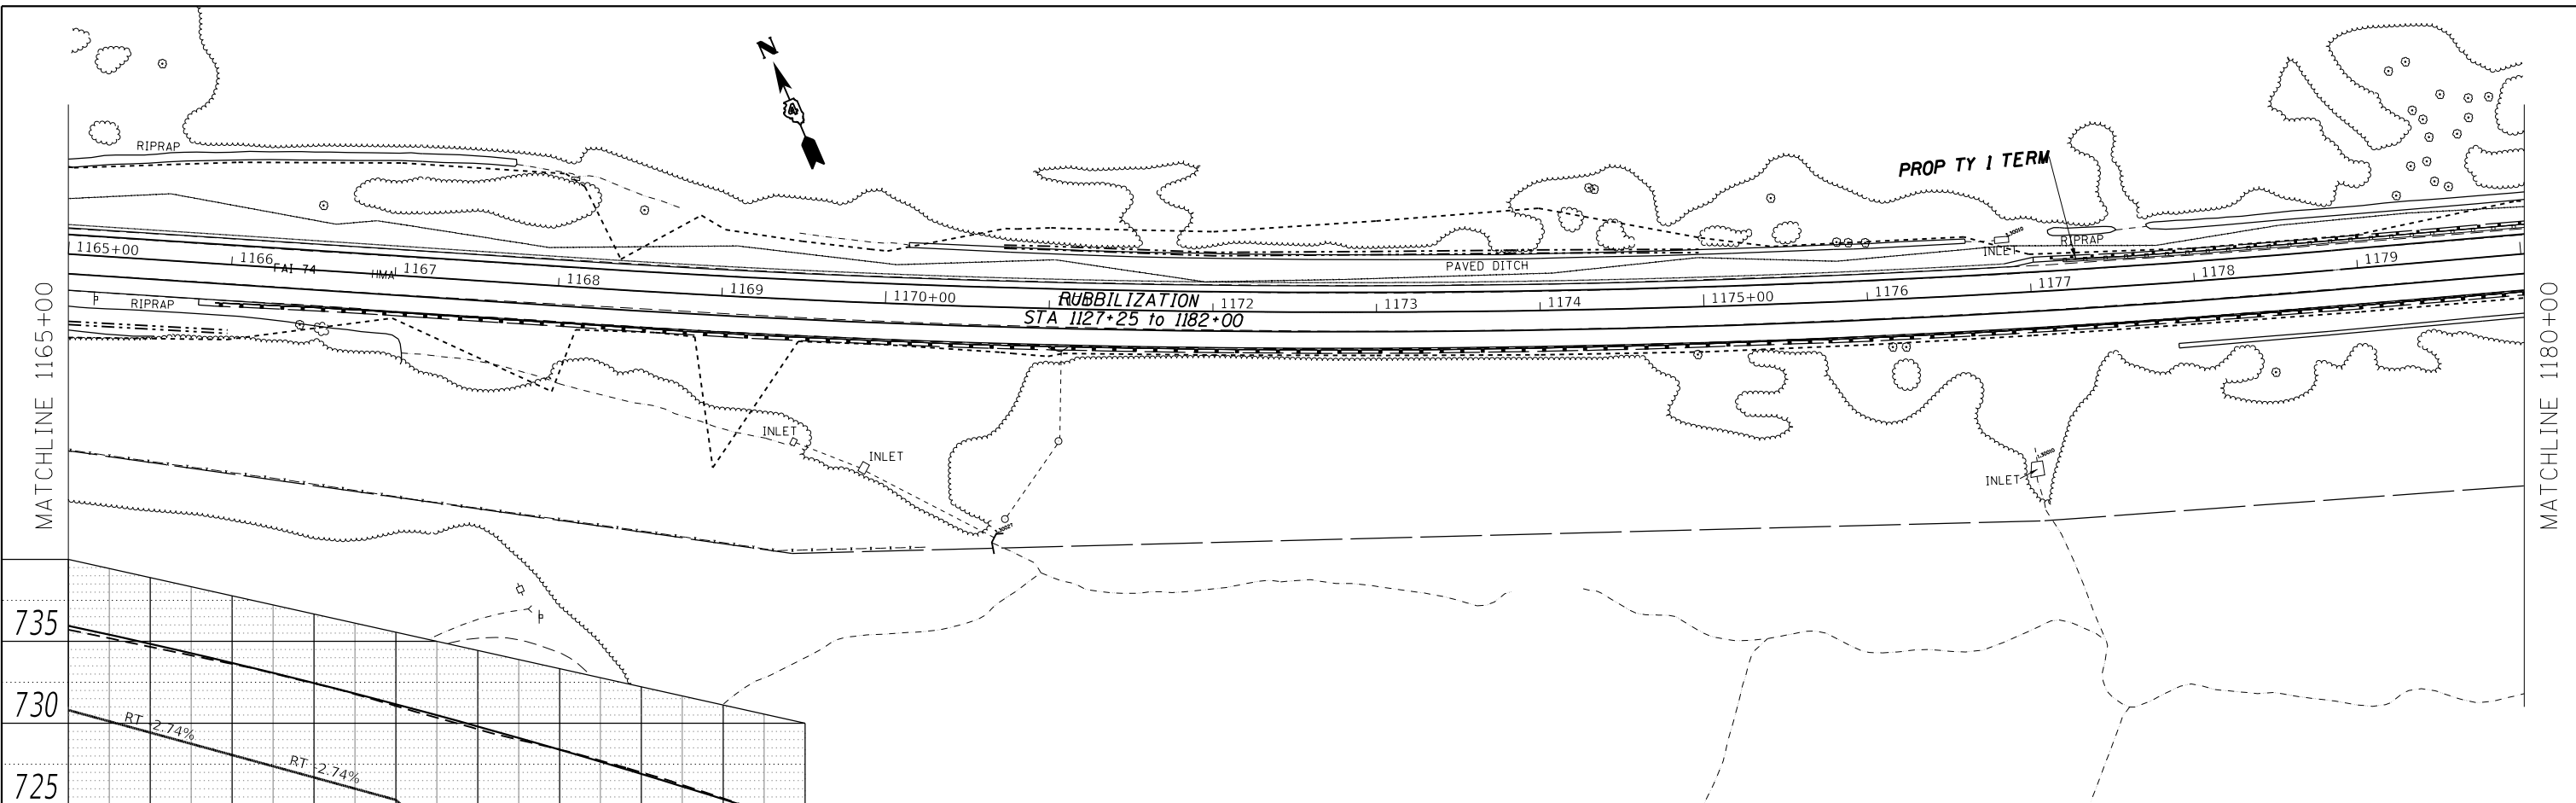 N
RIPRAP
PROP TY 1 TERM
INLET
RIPRAP
PAVED DITCH
1165+00
1166
FAI 74
HMA
1167
1168
1169
1170+00
1172
1173
1174
1175+00
1176
1177
1178
1179
RUBBILIZATION
STA 1127+25 to 1182+00
RIPRAP
MATCHLINE 1165+00
MATCHLINE 1180+00
INLET
INLET
INLET
735
730
725
RT -2.74%
RT -2.74%